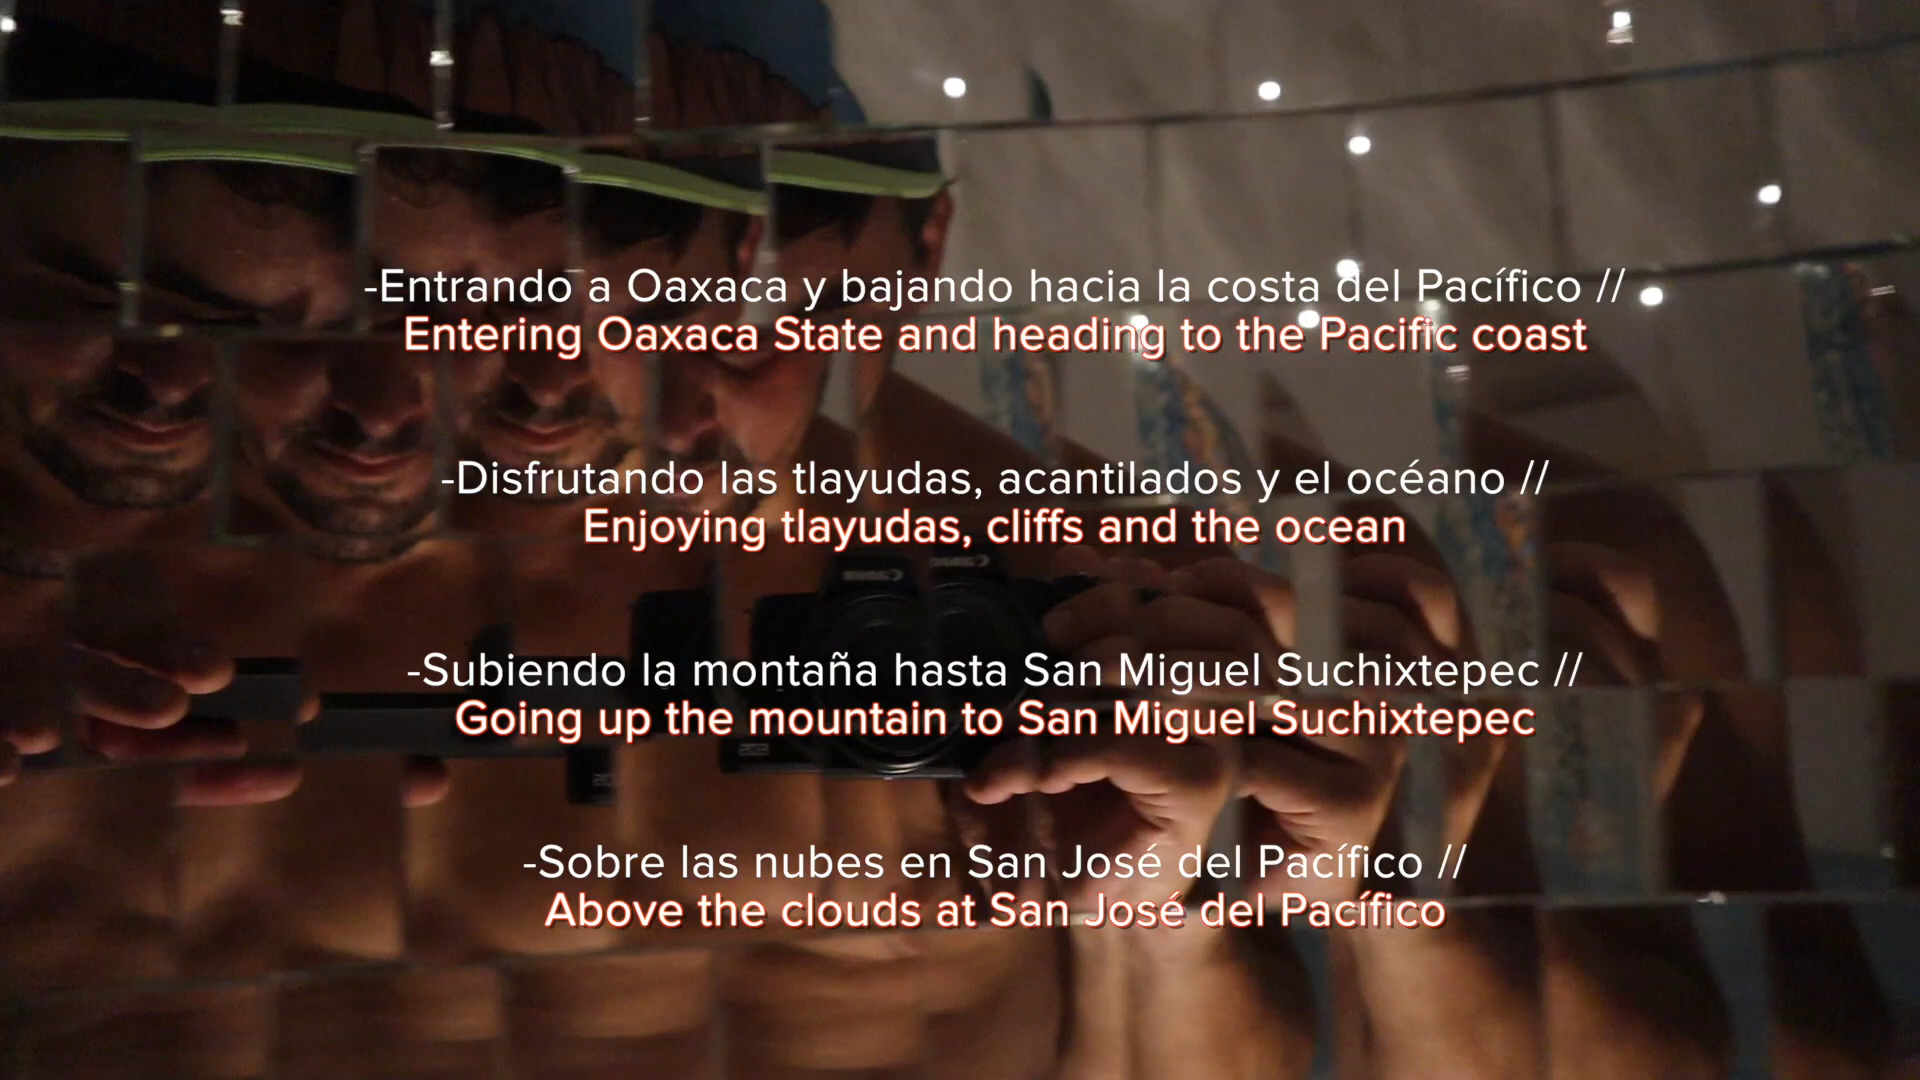 -Entrando a Oaxaca y bajando hacia la costa del Pacífico //
Entering Oaxaca State and heading to the Pacific coast
-Disfrutando las tlayudas, acantilados y el océano //
Enjoying tlayudas, cliffs and the ocean
-Subiendo la montaña hasta San Miguel Suchixtepec //
Going up the mountain to San Miguel Suchixtepec
-Sobre las nubes en San José del Pacífico //
Above the clouds at San José del Pacífico
Canon
Canon
EOS